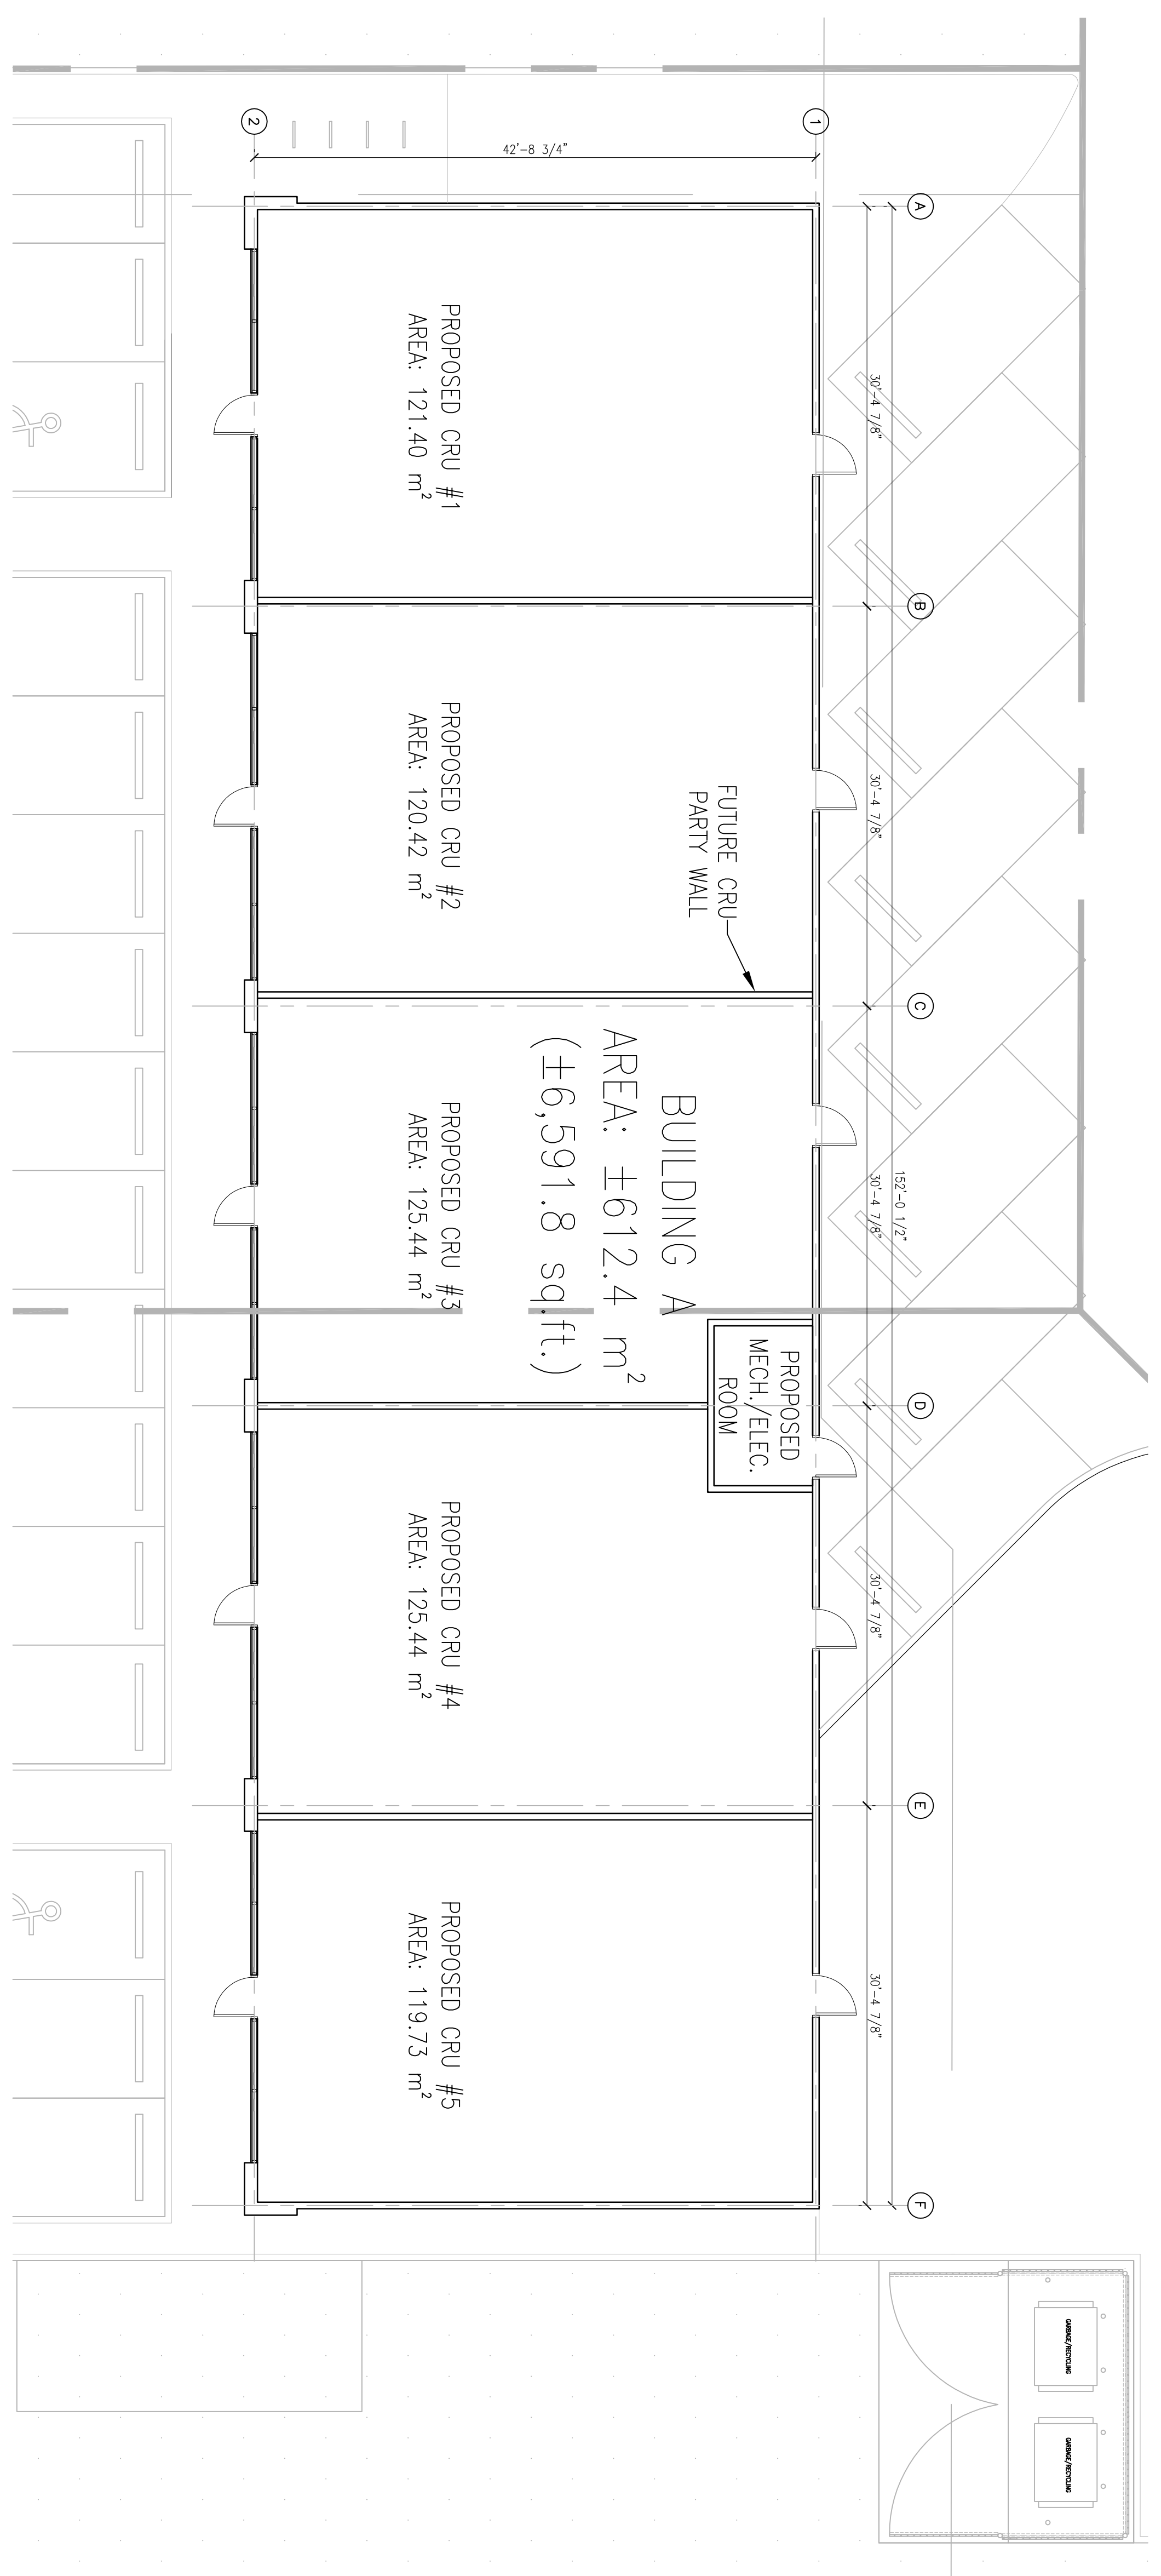 1
2
42'-8 3/4"
A
B
C
D
E
F
30'-4 7/8"
30'-4 7/8"
30'-4 7/8"
30'-4 7/8"
30'-4 7/8"
152'-0 1/2"
PROPOSED CRU #1
AREA: 121.40 m²
PROPOSED CRU #2
AREA: 120.42 m²
FUTURE CRU
PARTY WALL
BUILDING A
AREA: ±612.4 m²
(±6,591.8 sq.ft.)
PROPOSED CRU #3
AREA: 125.44 m²
PROPOSED
MECH./ELEC.
ROOM
PROPOSED CRU #4
AREA: 125.44 m²
PROPOSED CRU #5
AREA: 119.73 m²
GARBAGE/RECYCLING
GARBAGE/RECYCLING